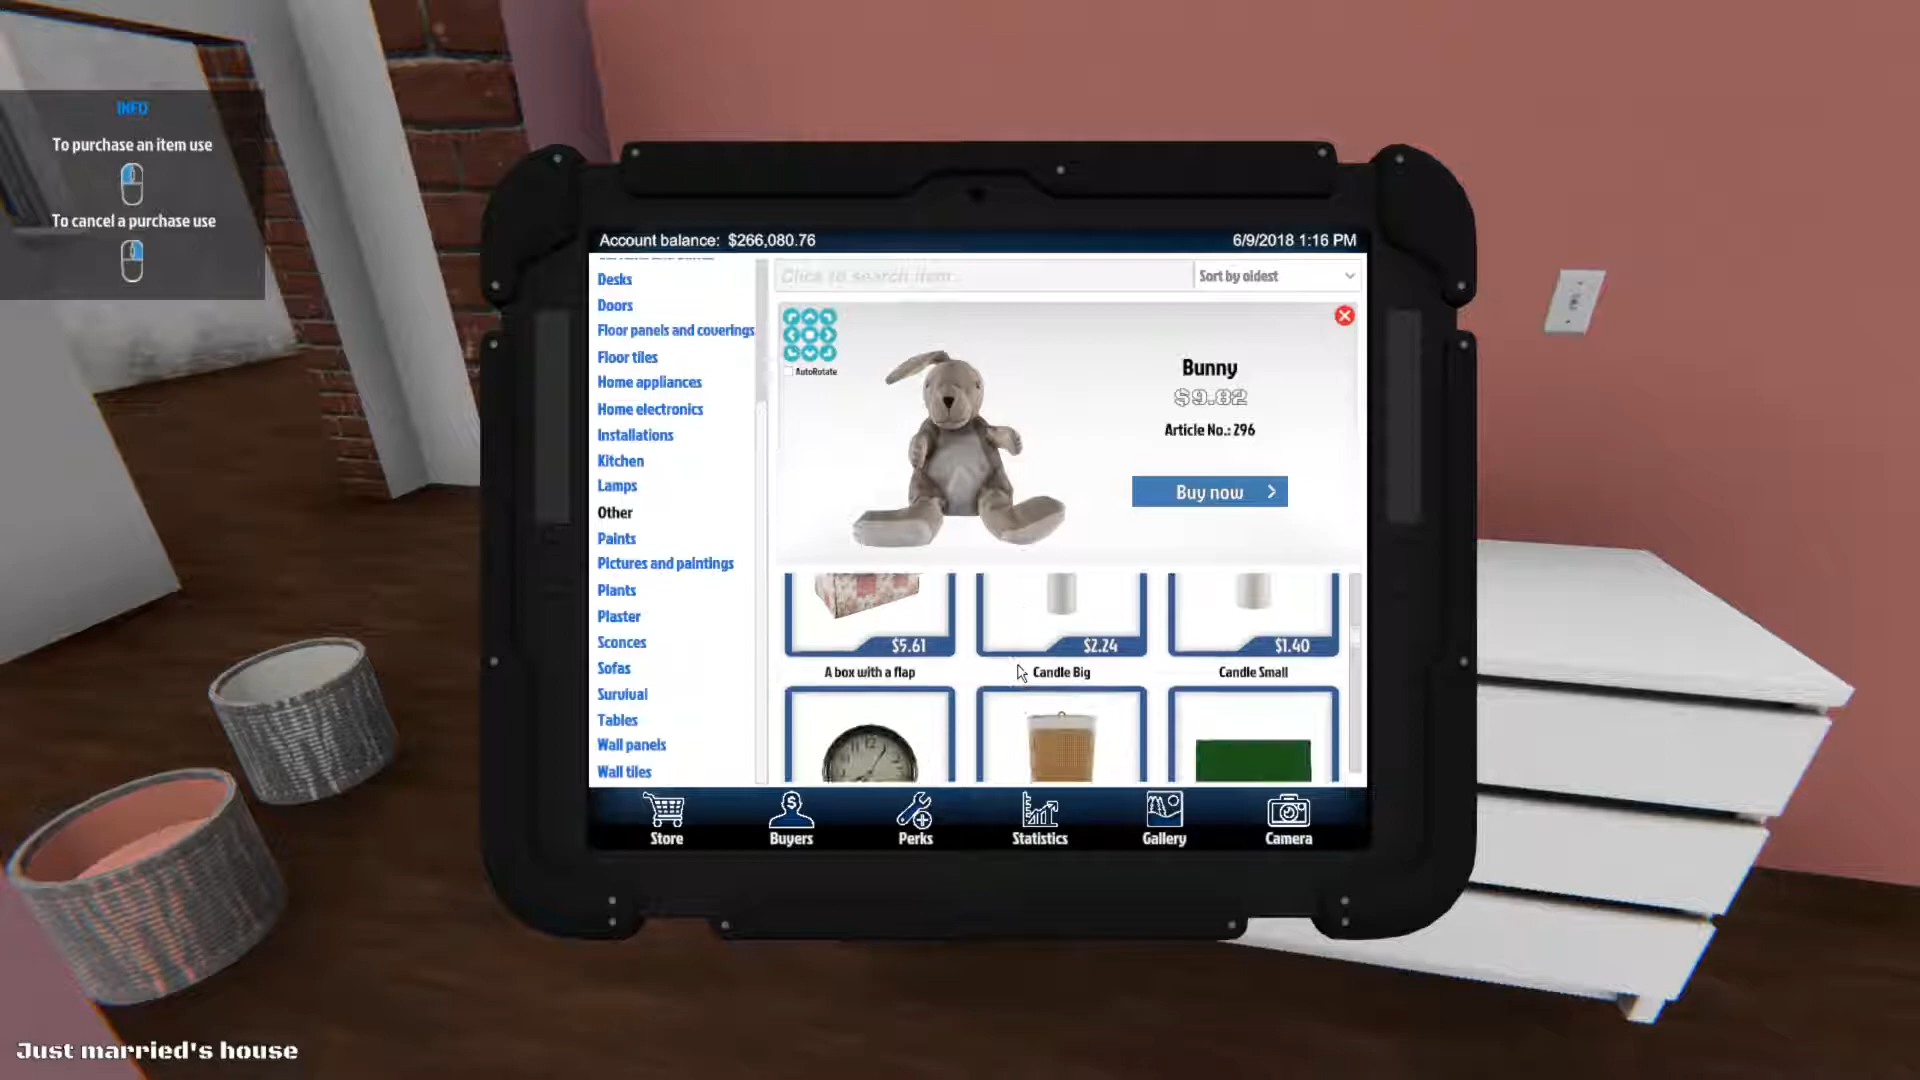 INFO
To purchase an item use
To cancel a purchase use
Account balance: $266,080.76
6/9/2018 1:16 PM
Desks
Doors
Floor panels and coverings
Floor tiles
Home appliances
Home electronics
Installations
Kitchen
Lamps
Other
Paints
Pictures and paintings
Plants
Plaster
Sconces
Sofas
Survival
Tables
Wall panels
Wall tiles
Click to search item...
Sort by oldest
AutoRotate
Bunny
$9.82
Article No.: 296
Buy now
$5.61
$2.24
$1.40
A box with a flap
Candle Big
Candle Small
Store
Buyers
Perks
Statistics
Gallery
Camera
Just married's house